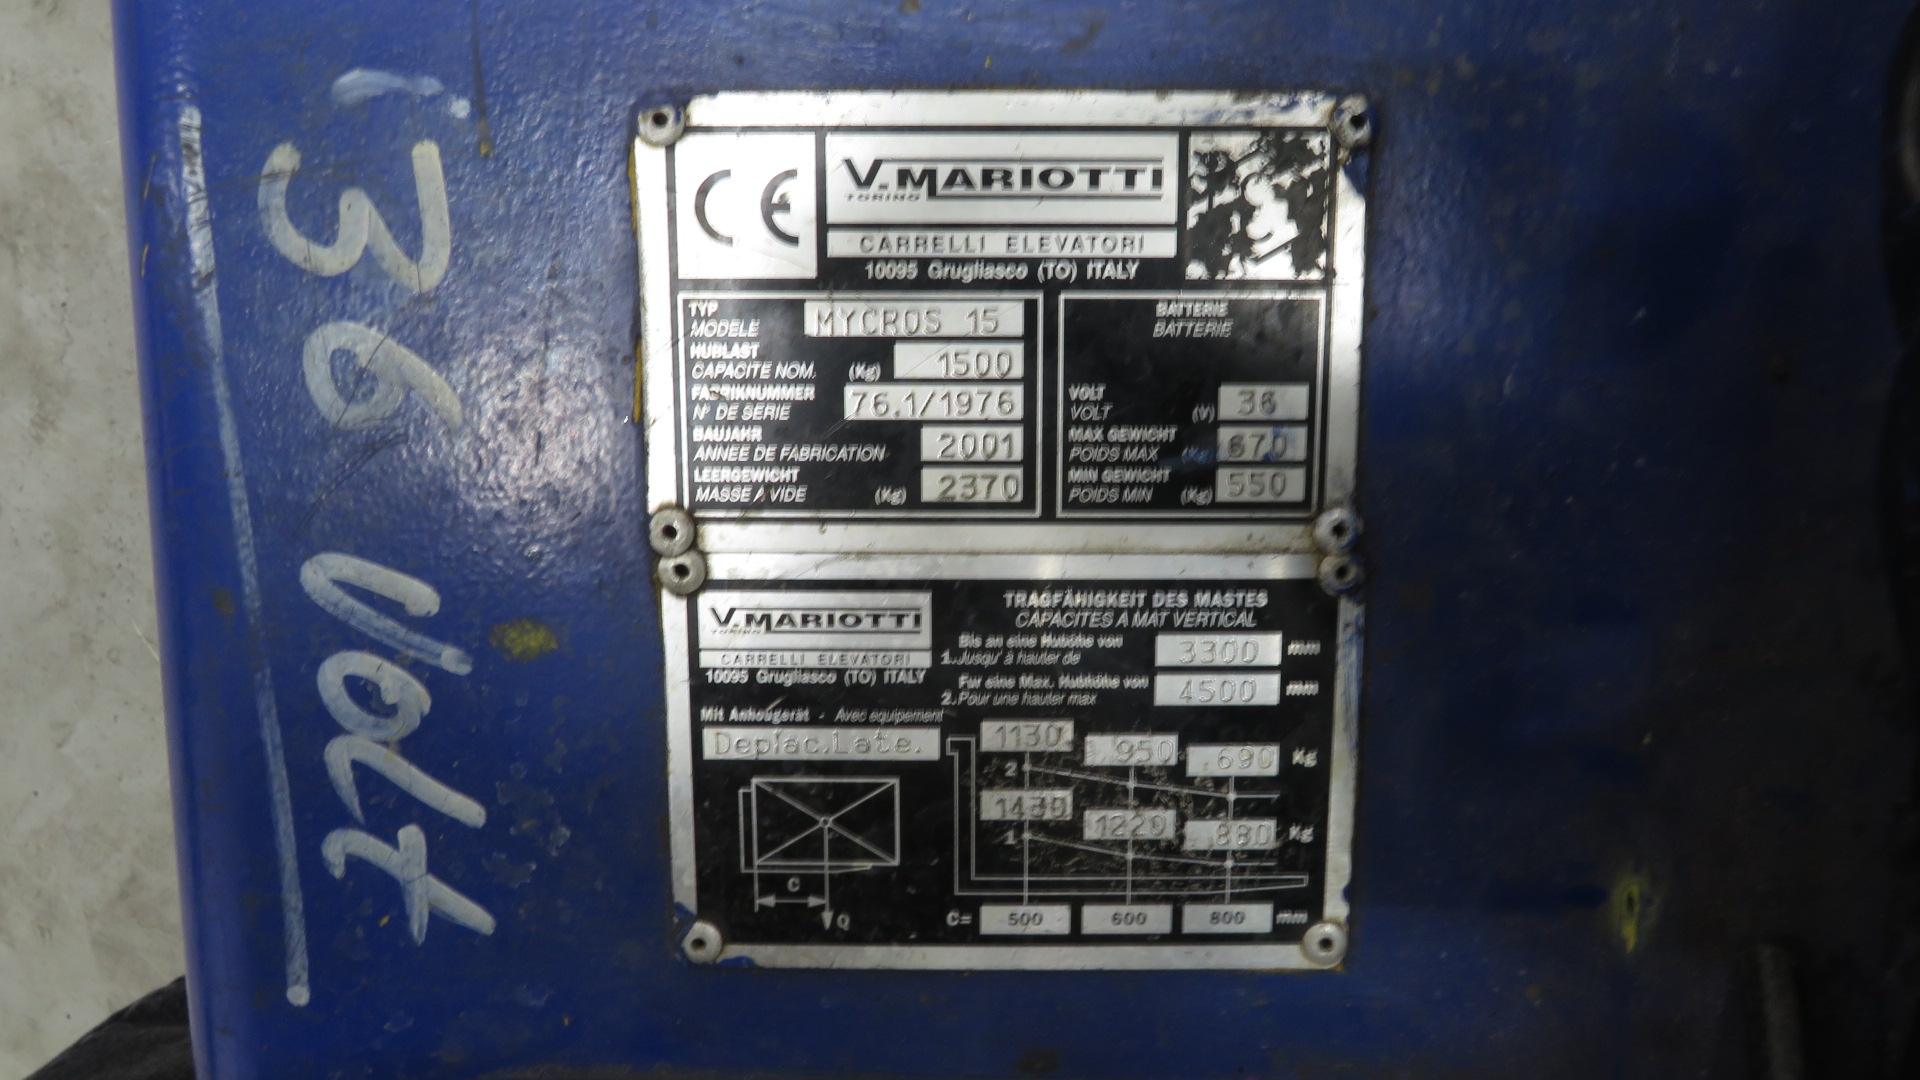 36 Volt
CE
V.MARIOTTI
TORINO
CARRELLI ELEVATORI
10095 Grugliasco (TO) ITALY
TYP
MODELE
MYCROS 15
HUBLAST
CAPACITE NOM. (Kg)
1500
FABRIKNUMMER
N° DE SERIE
76.1/1976
BAUJAHR
ANNEE DE FABRICATION
2001
LEERGEWICHT
MASSE A VIDE (Kg)
2370
BATTERIE
BATTERIE
VOLT
VOLT (V)
36
MAX GEWICHT
POIDS MAX (Kg)
670
MIN GEWICHT
POIDS MIN (Kg)
550
V.MARIOTTI
TORINO
CARRELLI ELEVATORI
10095 Grugliasco (TO) ITALY
TRAGFÄHIGKEIT DES MASTES
CAPACITES A MAT VERTICAL
Bis an eine Hubhöhe von
1. Jusqu' à hauter de
3300 mm
Fur eine Max. Hubhöhe von
2. Pour une hauter max
4500 mm
Mit Anhougerät - Avec equipement
Deplac.Late.
1130 950 690 Kg
2
1220 880 Kg
1
C
Q
C= 500 600 800 mm